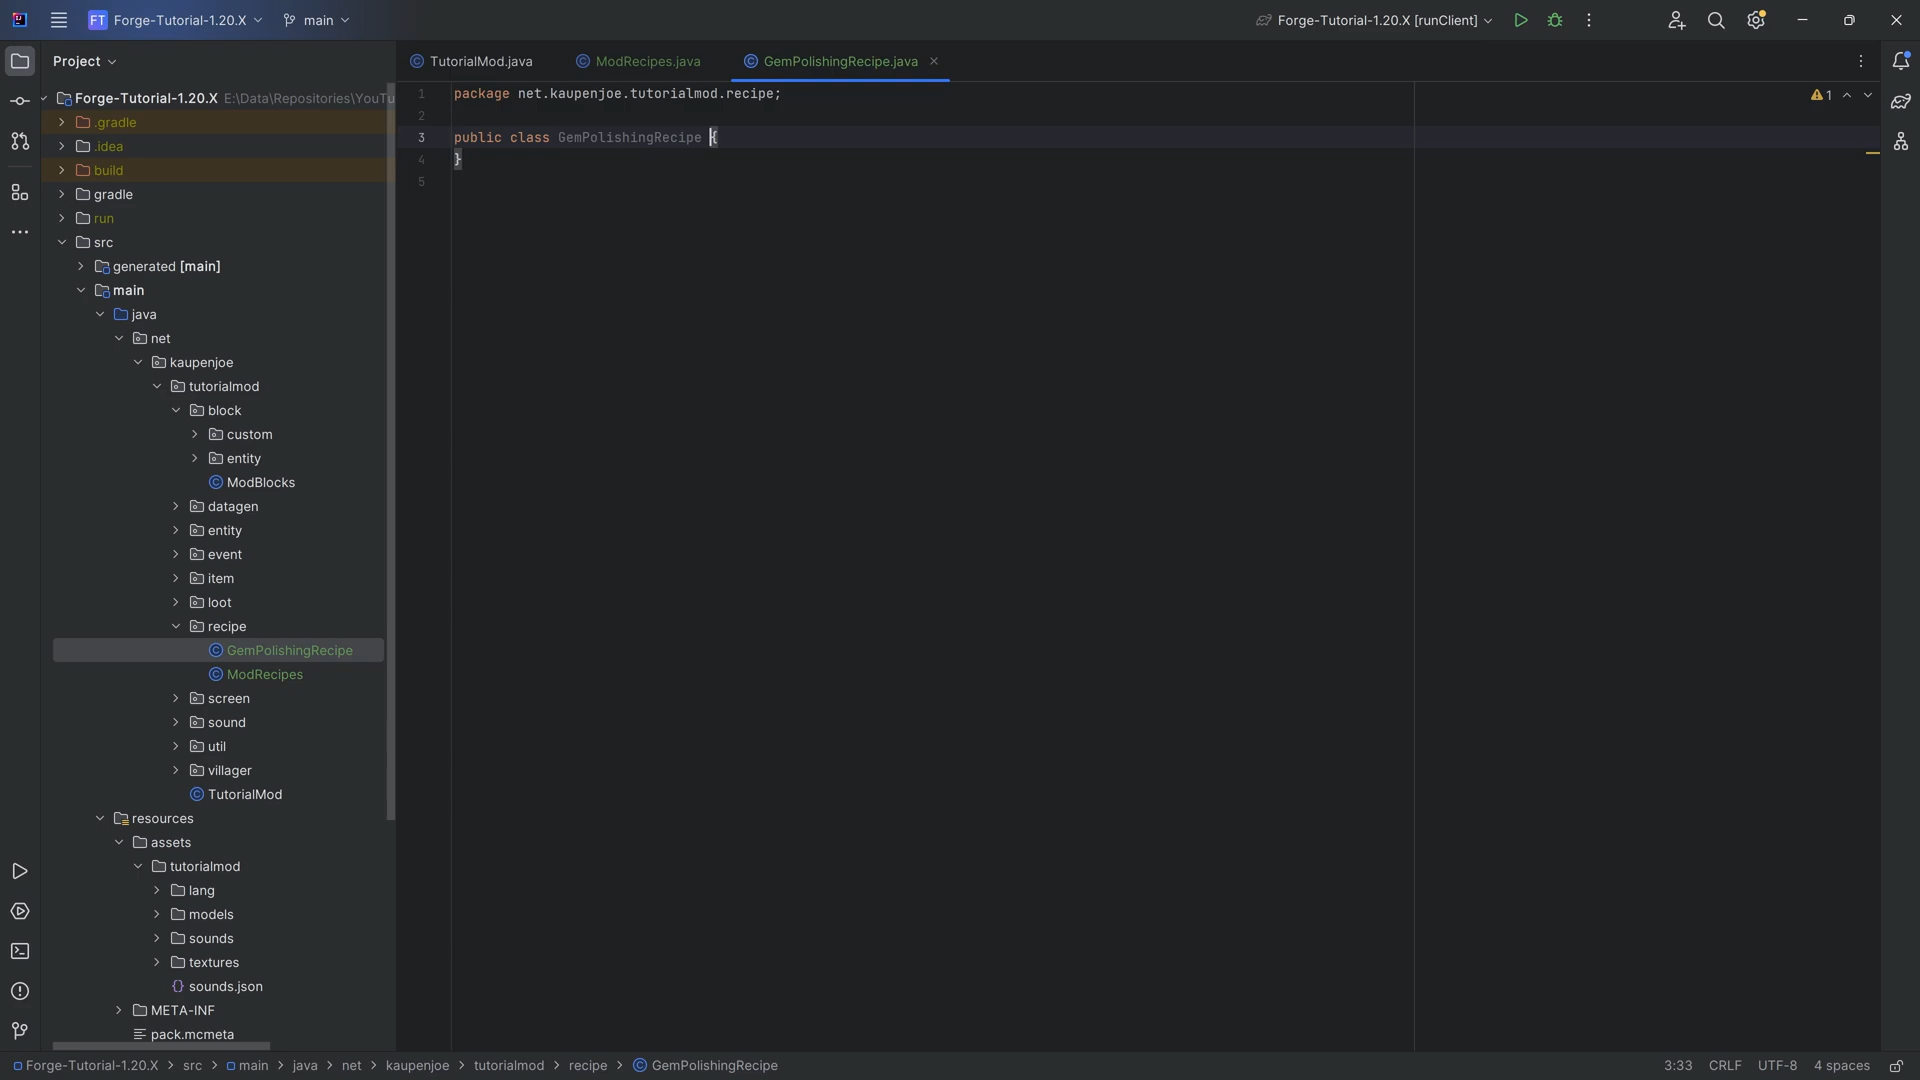 FT Forge-Tutorial-1.20.X main Forge-Tutorial-1.20.X [runClient]
Project
TutorialMod.java ModRecipes.java GemPolishingRecipe.java
Forge-Tutorial-1.20.X E:\Data\Repositories\YouTu
.gradle
.idea
build
gradle
run
src
generated [main]
main
java
net
kaupenjoe
tutorialmod
block
custom
entity
ModBlocks
datagen
entity
event
item
loot
recipe
GemPolishingRecipe
ModRecipes
screen
sound
util
villager
TutorialMod
resources
assets
tutorialmod
lang
models
sounds
textures
{} sounds.json
META-INF
pack.mcmeta
1 package net.kaupenjoe.tutorialmod.recipe;
2
3 public class GemPolishingRecipe {
4 }
5
1
Forge-Tutorial-1.20.X > src > main > java > net > kaupenjoe > tutorialmod > recipe > GemPolishingRecipe
3:33 CRLF UTF-8 4 spaces